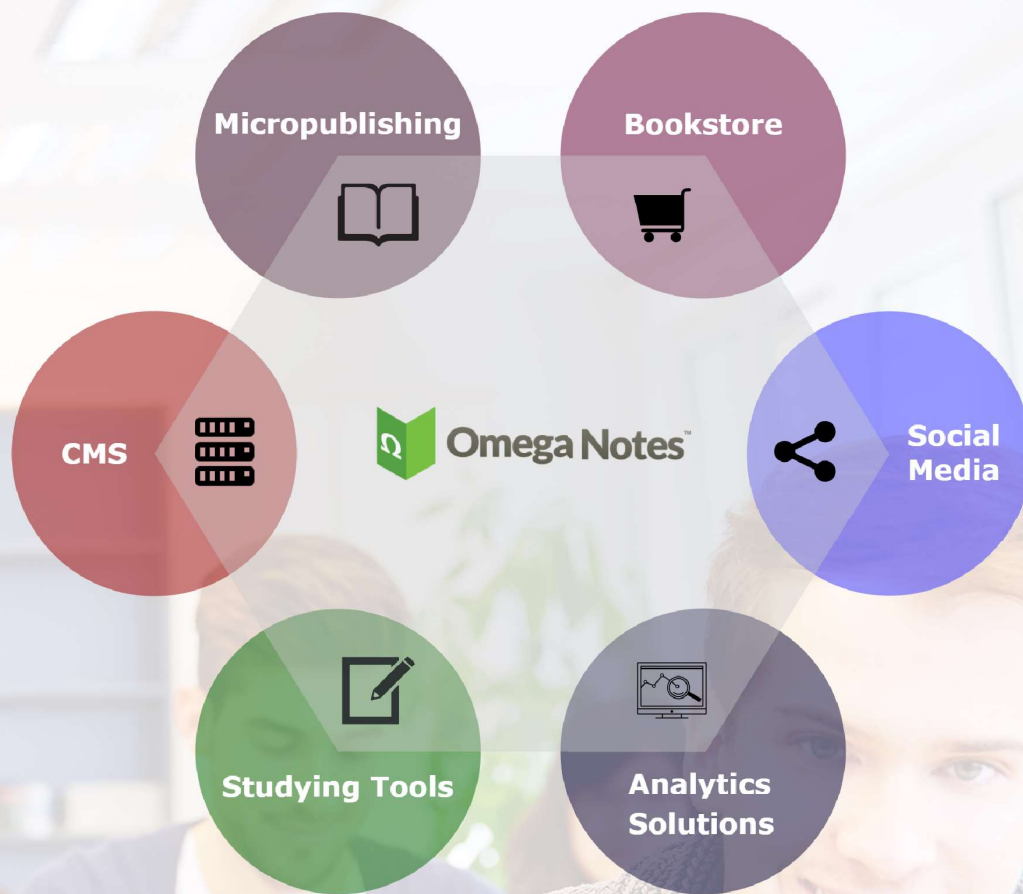 Micropublishing
Bookstore
CMS
Ω
Omega Notes™
Social
Media
Studying Tools
Analytics
Solutions